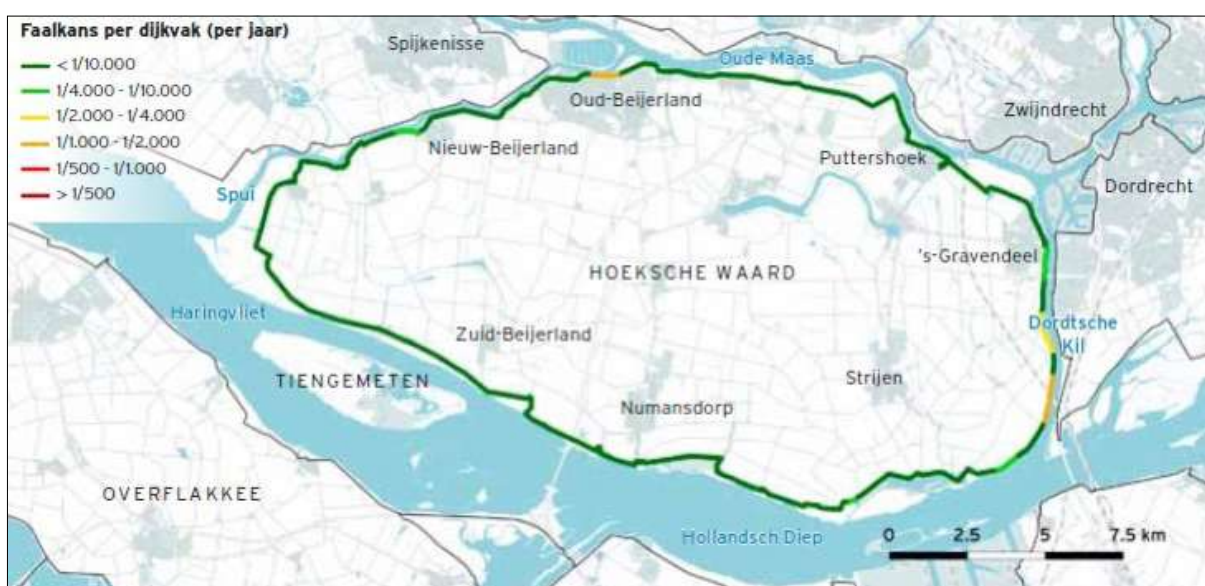 Faalkans per dijkvak (per jaar)
< 1/10.000
1/4.000 - 1/10.000
1/2.000 - 1/4.000
1/1.000 - 1/2.000
1/500 - 1/1.000
> 1/500
Spijkenisse
Oude Maas
Oud-Beijerland
Zwijndrecht
Nieuw-Beijerland
Puttershoek
Dordrecht
Spui
's-Gravendeel
HOEKSCHE WAARD
Haringvliet
Zuid-Beijerland
Dordtsche
Kil
TIENGEMETEN
Strijen
Numansdorp
OVERFLAKKEE
Hollandsch Diep
0 2.5 5 7.5 km